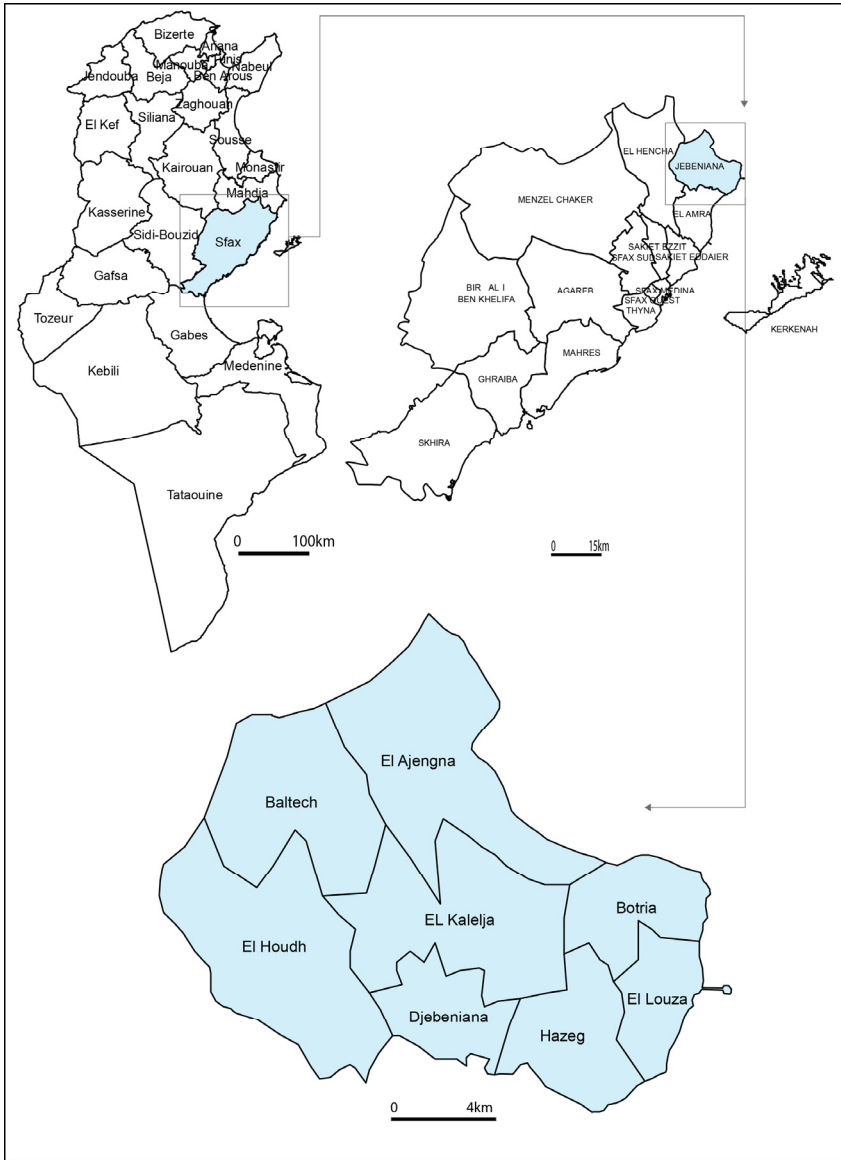 Bizerte
Ariana
Tunis
Manouba
Nabeul
Jendouba
Beja
Ben Arous
Zaghouan
El Kef
Siliana
Sousse
Kairouan
Monastir
Mahdia
Kasserine
Sidi-Bouzid
Sfax
Gafsa
Tozeur
Gabes
Kebili
Medenine
Tataouine
0 100km
EL HENCHA
JEBENIANA
MENZEL CHAKER
EL AMRA
SAKIET EZZIT
SFAX SUD
SAKIET EDDAIER
BIR AL I
BEN KHELIFA
AGAREB
SFAX MEDINA
SFAX OUEST
THYNA
KERKENAH
MAHRES
GHRAIBA
SKHIRA
0 15km
El Ajengna
Baltech
Botria
EL Kalelja
El Houdh
El Louza
Djebeniana
Hazeg
0 4km